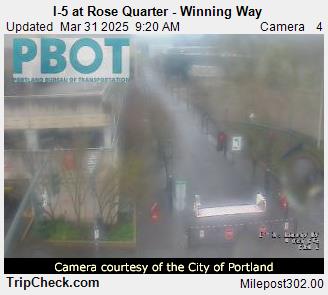 I-5 at Rose Quarter - Winning Way
Updated Mar 31 2025 9:20 AM Camera 4
PBOT
PORTLAND BUREAU OF TRANSPORTATION
Camera courtesy of the City of Portland
TripCheck.com Milepost302.00